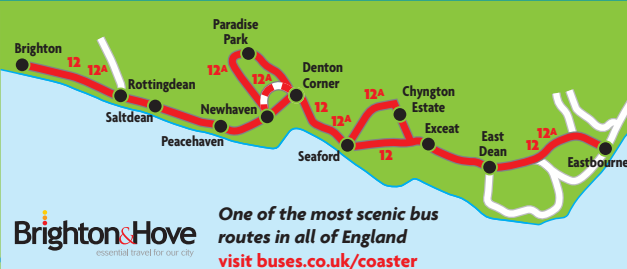 Paradise
Park
Brighton
12
12A
Rottingdean
Saltdean
Peacehaven
Newhaven
12A
12A
Denton
Corner
12
12A
Seaford
12A
Chyngton
Estate
12
Exceat
East
Dean
12
12A
Eastbourne
Brighton&Hove
essential travel for our city
One of the most scenic bus
routes in all of England
visit buses.co.uk/coaster